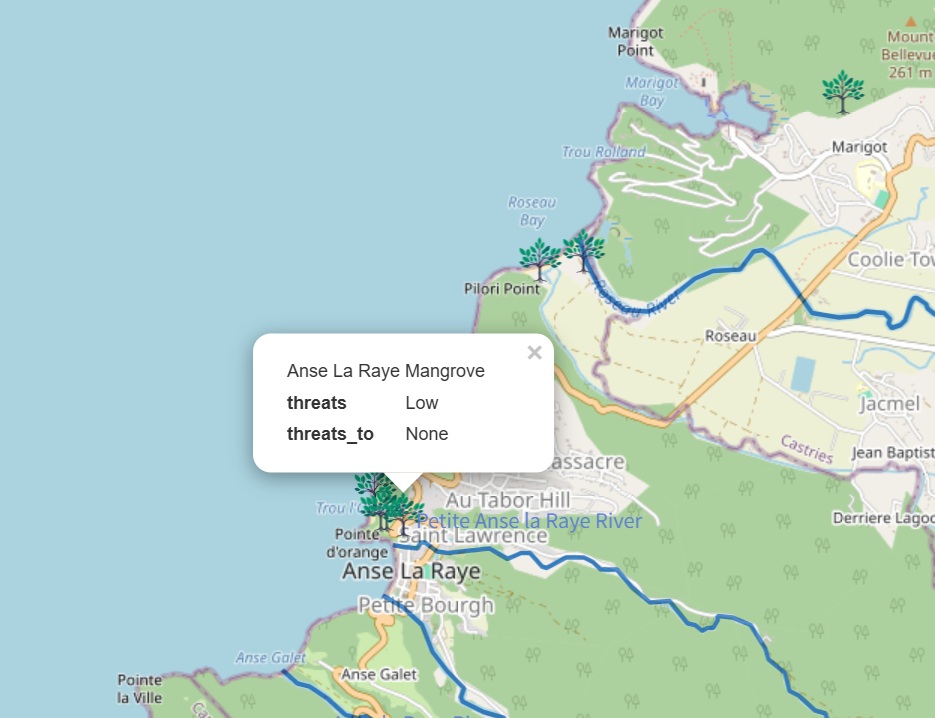 Marigot
Point
Mount
Bellevue
261 m
Marigot
Bay
Marigot
Trou Rolland
Roseau
Bay
Coolie Tow
Pilori Point
Roseau River
Roseau
Anse La Raye Mangrove
×
threats Low
threats_to None
Jacmel
Castries
Jean Baptist
assacre
Au Tabor Hill
Trou l'O
Petite Anse la Raye River
Derriere Lagoo
Pointe
d'orange
Saint Lawrence
Anse La Raye
Petite Bourgh
Anse Galet
Anse Galet
Pointe
la Ville